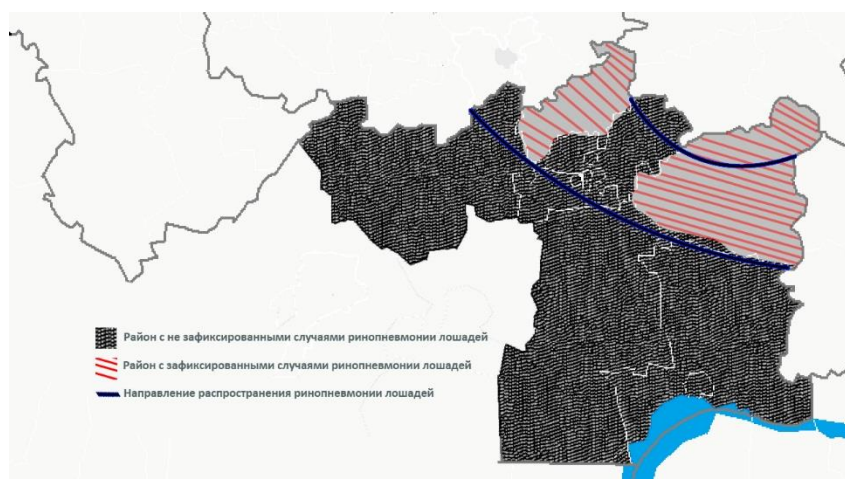 Район с не зафиксированными случаями ринопневмонии лошадей
Район с зафиксированными случаями ринопневмонии лошадей
Направление распространения ринопневмонии лошадей